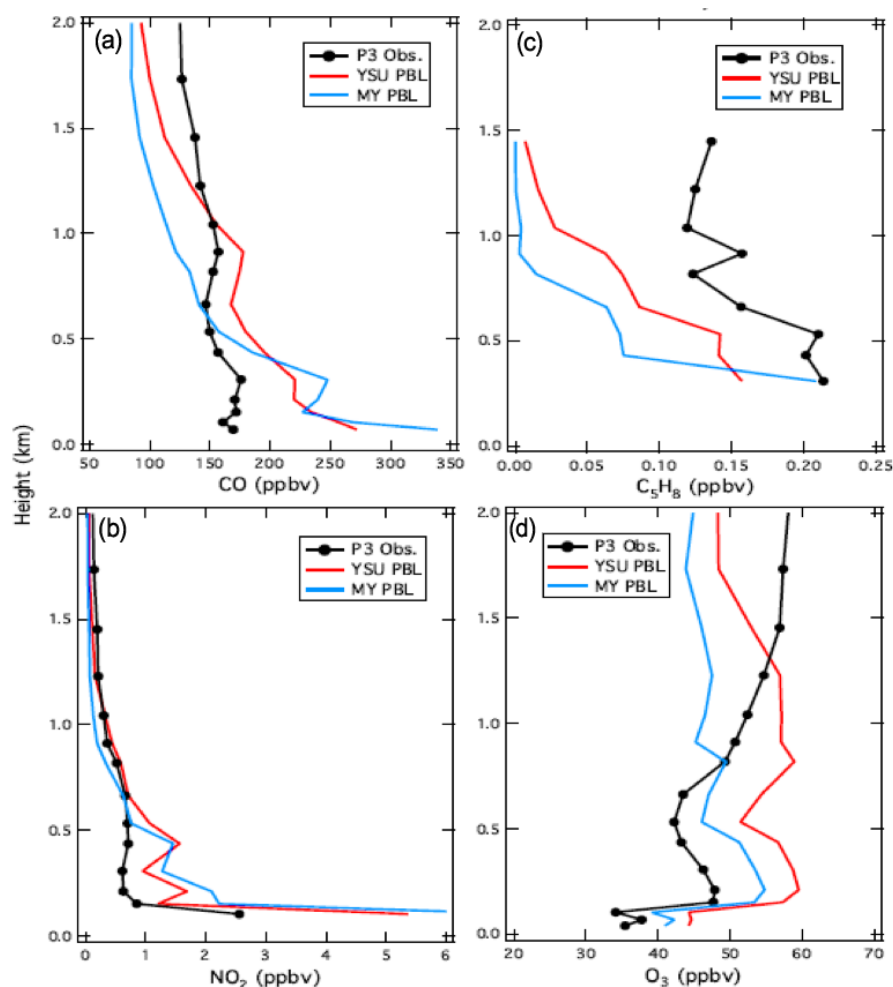 (a)
P3 Obs.
YSU PBL
MY PBL
2.0
1.5
1.0
0.5
0.0
50 100 150 200 250 300 350
CO (ppbv)
(c)
P3 Obs.
YSU PBL
MY PBL
2.0
1.5
1.0
0.5
0.0
0.00 0.05 0.10 0.15 0.20 0.25
C5H8 (ppbv)
Height (km)
(b)
P3 Obs.
YSU PBL
MY PBL
2.0
1.5
1.0
0.5
0.0
0 1 2 3 4 5 6
NO2 (ppbv)
(d)
P3 Obs.
YSU PBL
MY PBL
2.0
1.5
1.0
0.5
0.0
20 30 40 50 60 70
O3 (ppbv)